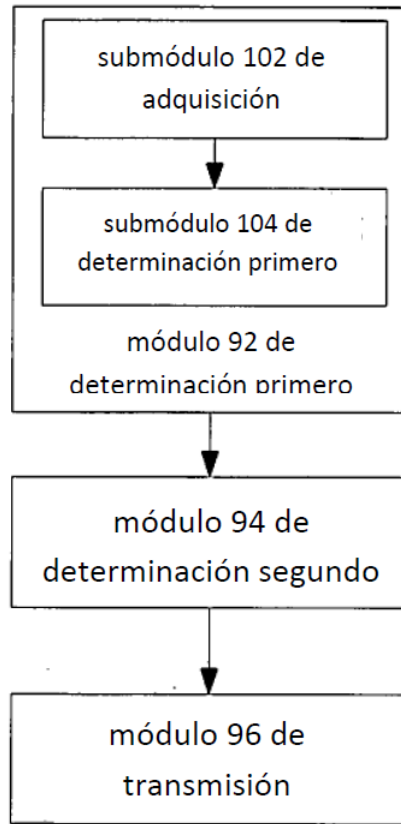 submódulo 102 de
adquisición
submódulo 104 de
determinación primero
módulo 92 de
determinación primero
módulo 94 de
determinación segundo
módulo 96 de
transmisión